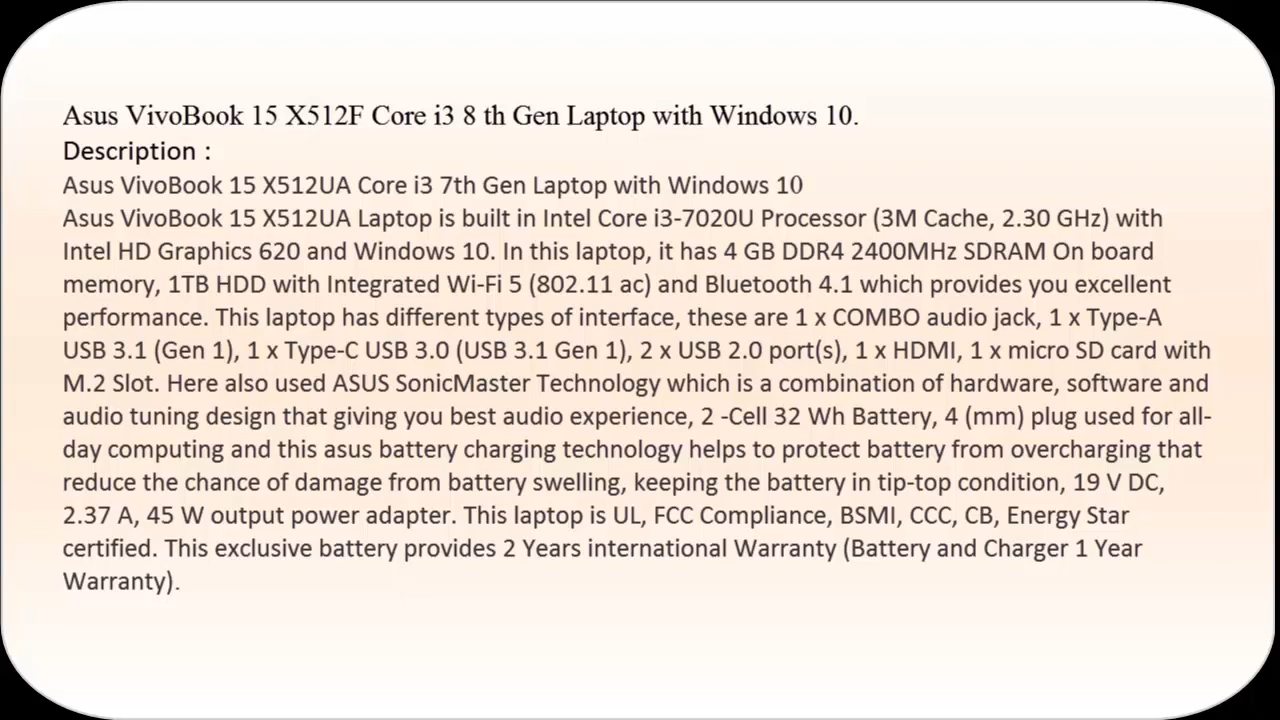 Asus VivoBook 15 X512F Core i3 8 th Gen Laptop with Windows 10.
Description :
Asus VivoBook 15 X512UA Core i3 7th Gen Laptop with Windows 10
Asus VivoBook 15 X512UA Laptop is built in Intel Core i3-7020U Processor (3M Cache, 2.30 GHz) with
Intel HD Graphics 620 and Windows 10. In this laptop, it has 4 GB DDR4 2400MHz SDRAM On board
memory, 1TB HDD with Integrated Wi-Fi 5 (802.11 ac) and Bluetooth 4.1 which provides you excellent
performance. This laptop has different types of interface, these are 1 x COMBO audio jack, 1 x Type-A
USB 3.1 (Gen 1), 1 x Type-C USB 3.0 (USB 3.1 Gen 1), 2 x USB 2.0 port(s), 1 x HDMI, 1 x micro SD card with
M.2 Slot. Here also used ASUS SonicMaster Technology which is a combination of hardware, software and
audio tuning design that giving you best audio experience, 2 -Cell 32 Wh Battery, 4 (mm) plug used for all-
day computing and this asus battery charging technology helps to protect battery from overcharging that
reduce the chance of damage from battery swelling, keeping the battery in tip-top condition, 19 V DC,
2.37 A, 45 W output power adapter. This laptop is UL, FCC Compliance, BSMI, CCC, CB, Energy Star
certified. This exclusive battery provides 2 Years international Warranty (Battery and Charger 1 Year
Warranty).